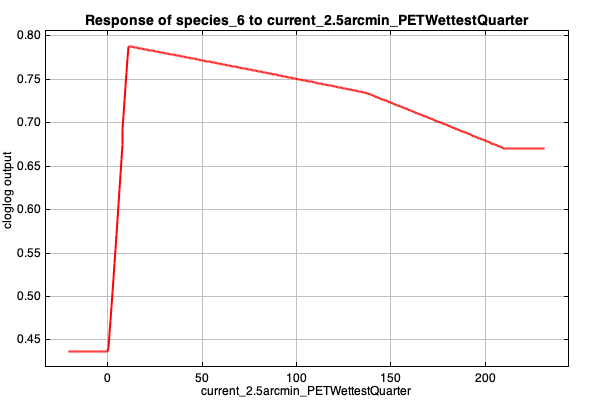 Response of species_6 to current_2.5arcmin_PETWettestQuarter
0.80
0.75
0.70
0.65
0.60
0.55
0.50
0.45
cloglog output
0 50 100 150 200
current_2.5arcmin_PETWettestQuarter